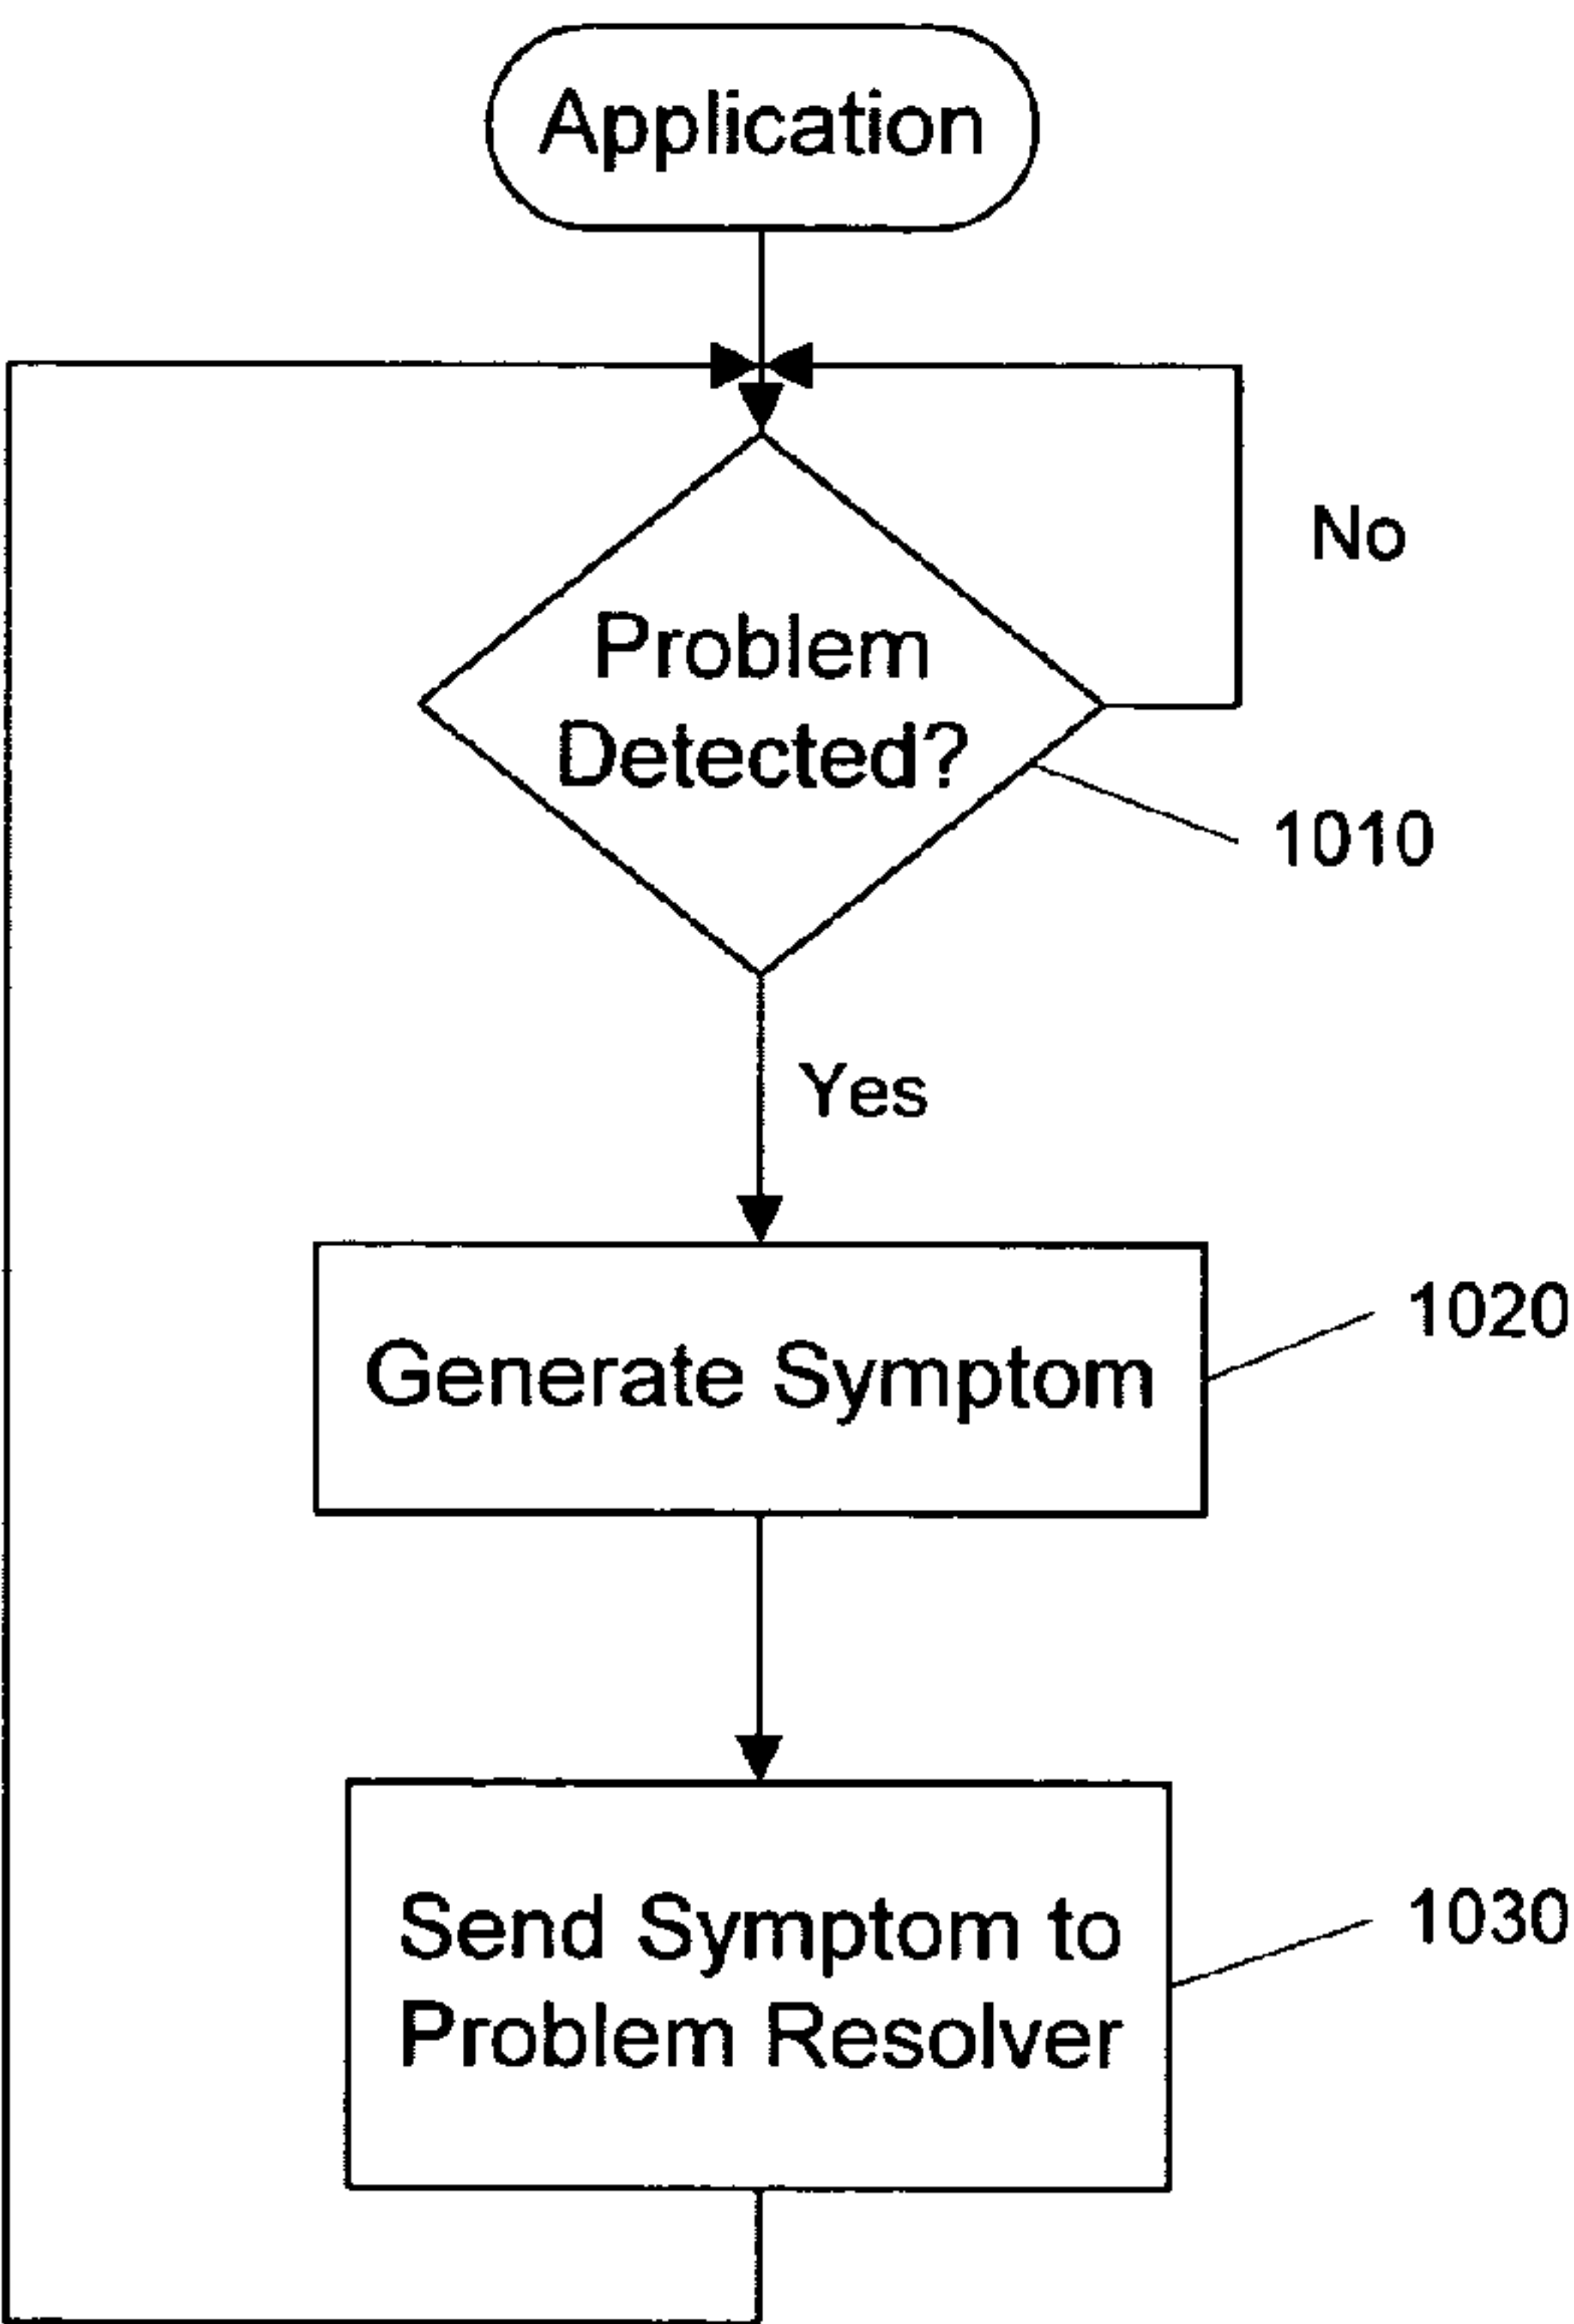 Application
No
Problem
Detected?
1010
Yes
1020
Generate Symptom
1030
Send Symptom to
Problem Resolver